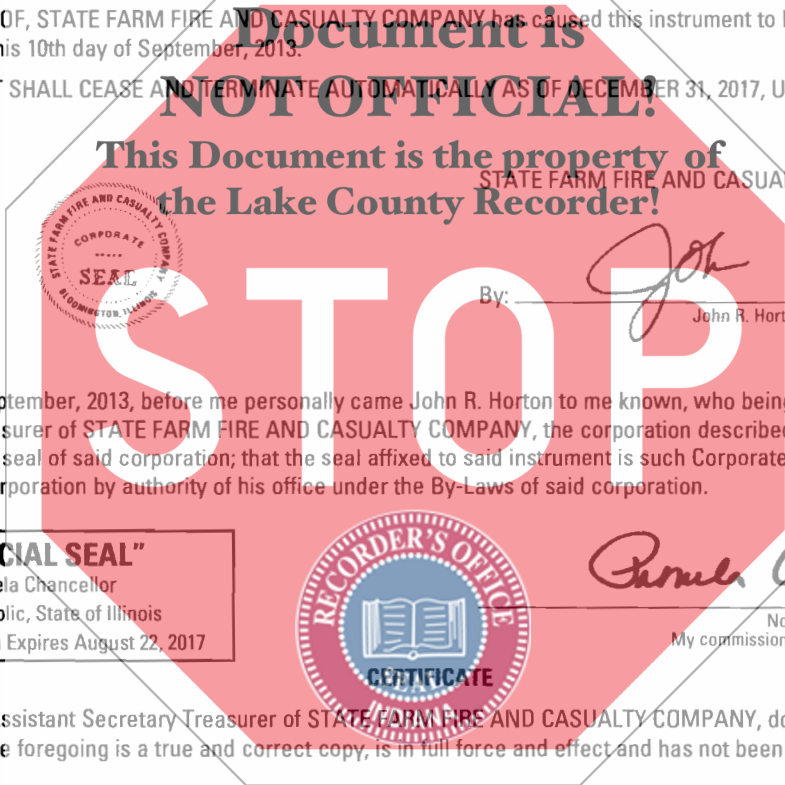 OF, STATE FARM FIRE AND CASUALTY COMPANY has caused this instrument to
Document is
is 10th day of September, 2013.
SHALL CEASE AND TERMINATE AUTOMATICALLY AS OF DECEMBER 31, 2017, U
NOT OFFICIAL!
This Document is the property of
the Lake County Recorder!
STATE FARM FIRE AND CASUA
STATE FARM FIRE AND CASUALTY COMPANY
CORPORATE
SEAL
BLOOMINGTON, ILLINOIS
STOP
By:
John R. Hort
ptember, 2013, before me personally came John R. Horton to me known, who being
surer of STATE FARM FIRE AND CASUALTY COMPANY, the corporation described
seal of said corporation; that the seal affixed to said instrument is such Corporate
rporation by authority of his office under the By-Laws of said corporation.
CIAL SEAL"
la Chancellor
lic, State of Illinois
Expires August 22, 2017
RECORDER'S OFFICE
SEAL
Pamela
No
My commission
CERTIFICATE
ssistant Secretary Treasurer of STATE FARM FIRE AND CASUALTY COMPANY, do
e foregoing is a true and correct copy, is in full force and effect and has not been